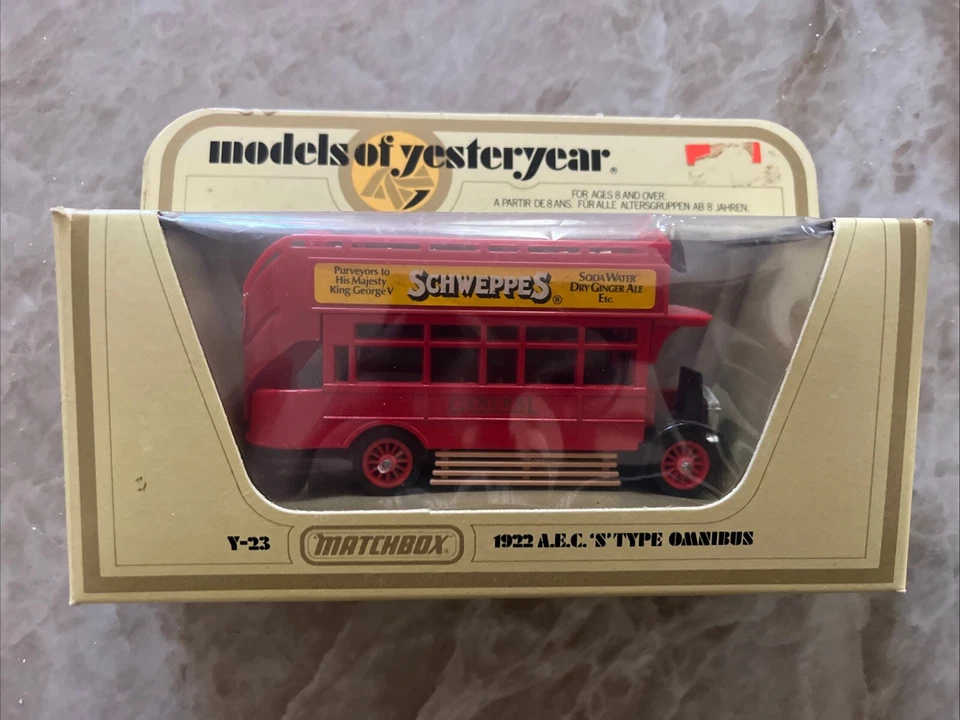 models of yesteryear®
FOR AGES 8 AND OVER.
A PARTIR DE 8 ANS. FÜR ALLE ALTERSGRUPPEN AB 8 JAHREN.
Purveyors to
His Majesty
King George V
SCHWEPPES®
SODA WATER
DRY GINGER ALE
ETC.
GENERAL
Y-23
MATCHBOX
1922 A.E.C. 'S' TYPE OMNIBUS